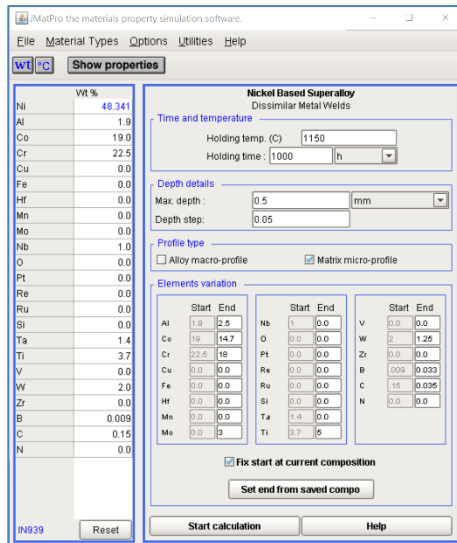 JMatPro the materials property simulation software.
File Material Types Options Utilities Help
wt °C Show properties
Wt %
Ni 48.341
Al 1.9
Co 19.0
Cr 22.5
Cu 0.0
Fe 0.0
Hf 0.0
Mn 0.0
Mo 0.0
Nb 1.0
O 0.0
Pt 0.0
Re 0.0
Ru 0.0
Si 0.0
Ta 1.4
Ti 3.7
V 0.0
W 2.0
Zr 0.0
B 0.009
C 0.15
N 0.0
IN939 Reset
Nickel Based Superalloy
Dissimilar Metal Welds
Time and temperature
Holding temp. (C) 1150
Holding time : 1000 h
Depth details
Max. depth : 0.5 mm
Depth step: 0.05
Profile type
Alloy macro-profile Matrix micro-profile
Elements variation
Start End
Al 1.9 2.5
Co 19 14.7
Cr 22.5 18
Cu 0.0 0.0
Fe 0.0 0.0
Hf 0.0 0.0
Mn 0.0 0.0
Mo 0.0 3
Start End
Nb 1 0.0
O 0.0 0.0
Pt 0.0 0.0
Re 0.0 0.0
Ru 0.0 0.0
Si 0.0 0.0
Ta 1.4 0.0
Ti 3.7 5
Start End
V 0.0 0.0
W 2 1.25
Zr 0.0 0.0
B .009 0.033
C .15 0.035
N 0.0 0.0
Fix start at current composition
Set end from saved compo
Start calculation Help